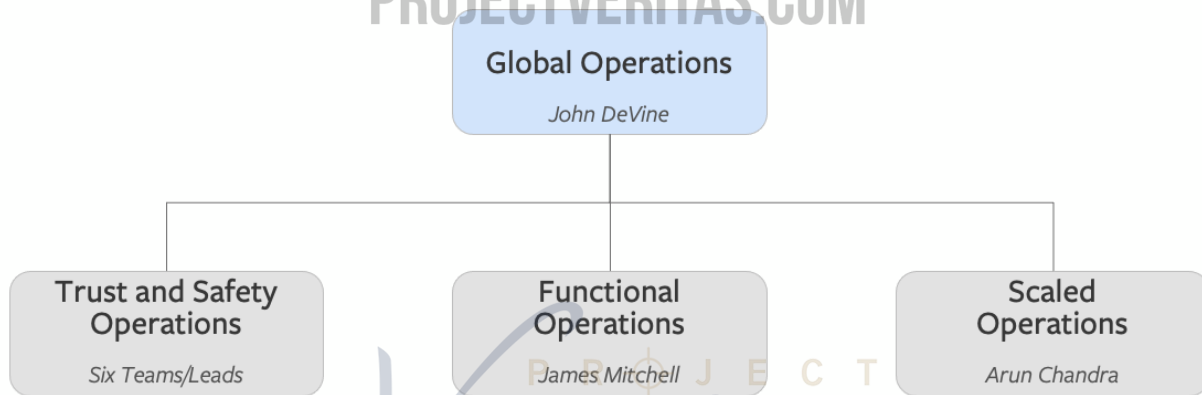 PROJECTVERITAS.COM
Global Operations
John DeVine
Trust and Safety
Operations
Six Teams/Leads
Functional
Operations
James Mitchell
Scaled
Operations
Arun Chandra
PROJECT